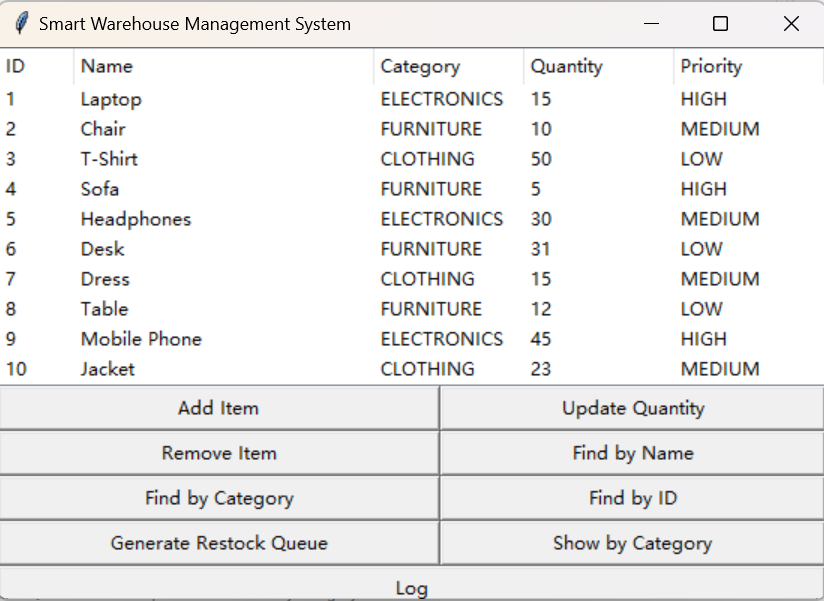 Smart Warehouse Management System
ID Name Category Quantity Priority
1 Laptop ELECTRONICS 15 HIGH
2 Chair FURNITURE 10 MEDIUM
3 T-Shirt CLOTHING 50 LOW
4 Sofa FURNITURE 5 HIGH
5 Headphones ELECTRONICS 30 MEDIUM
6 Desk FURNITURE 31 LOW
7 Dress CLOTHING 15 MEDIUM
8 Table FURNITURE 12 LOW
9 Mobile Phone ELECTRONICS 45 HIGH
10 Jacket CLOTHING 23 MEDIUM
Add Item Update Quantity
Remove Item Find by Name
Find by Category Find by ID
Generate Restock Queue Show by Category
Log